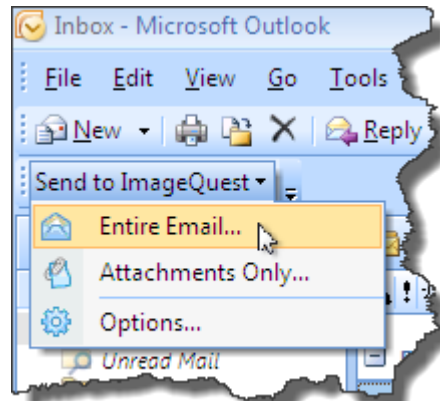 Inbox - Microsoft Outlook
File Edit View Go Tools
New Reply
Send to ImageQuest
Entire Email...
Attachments Only...
Options...
Unread Mail